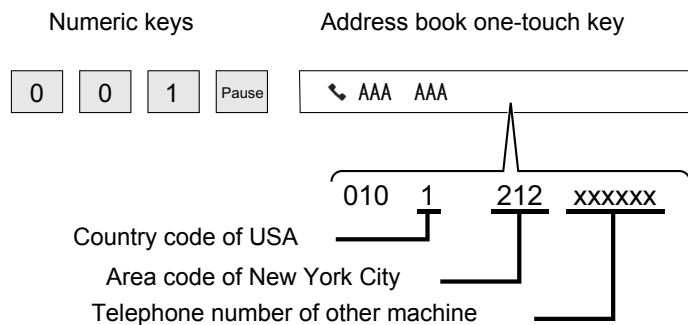 Numeric keys Address book one-touch key
0 0 1 Pause AAA AAA
010 1 212 xxxxxx
Country code of USA
Area code of New York City
Telephone number of other machine